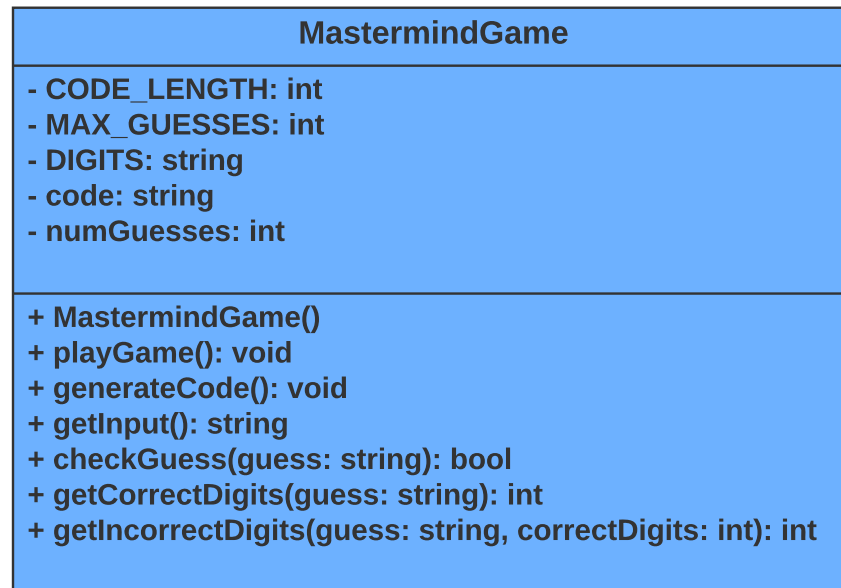 MastermindGame
- CODE_LENGTH: int
- MAX_GUESSES: int
- DIGITS: string
- code: string
- numGuesses: int
+ MastermindGame()
+ playGame(): void
+ generateCode(): void
+ getInput(): string
+ checkGuess(guess: string): bool
+ getCorrectDigits(guess: string): int
+ getIncorrectDigits(guess: string, correctDigits: int): int